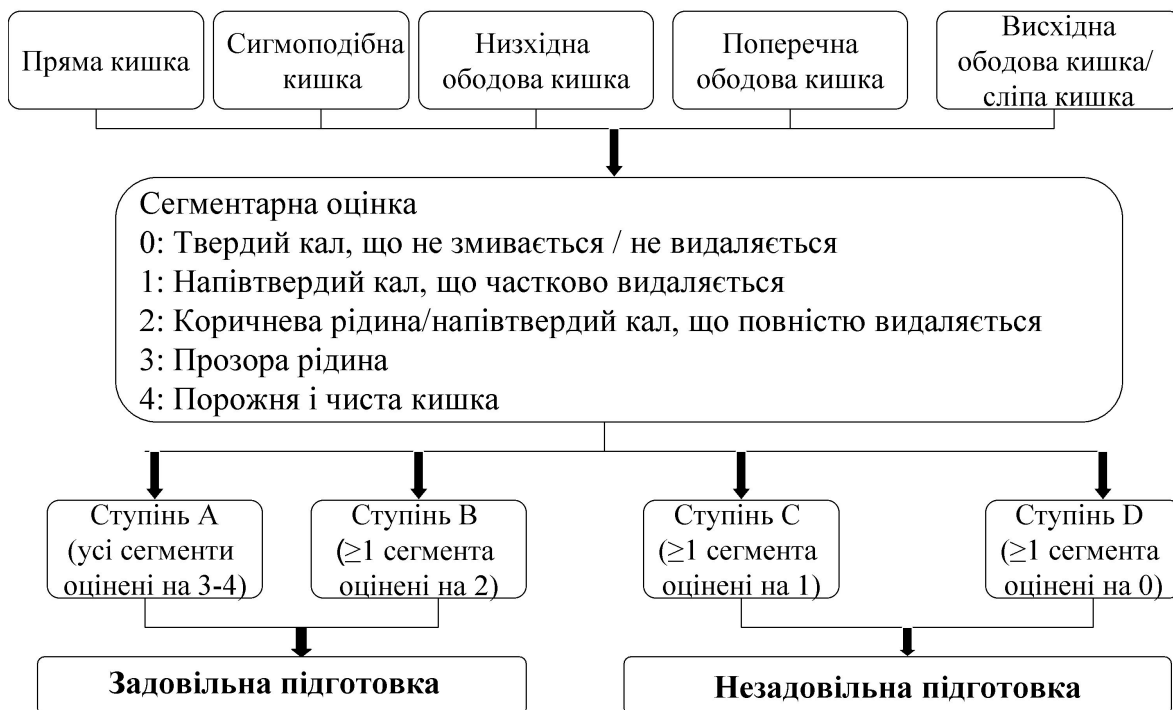 Пряма кишка
Сигмоподібна
кишка
Низхідна
ободова кишка
Поперечна
ободова кишка
Висхідна
ободова кишка/
сліпа кишка
Сегментарна оцінка
0: Твердий кал, що не змивається / не видаляється
1: Напівтвердий кал, що частково видаляється
2: Коричнева рідина/напівтвердий кал, що повністю видаляється
3: Прозора рідина
4: Порожня і чиста кишка
Ступінь A
(усі сегменти
оцінені на 3-4)
Ступінь B
(≥1 сегмента
оцінені на 2)
Ступінь C
(≥1 сегмента
оцінені на 1)
Ступінь D
(≥1 сегмента
оцінені на 0)
Задовільна підготовка
Незадовільна підготовка